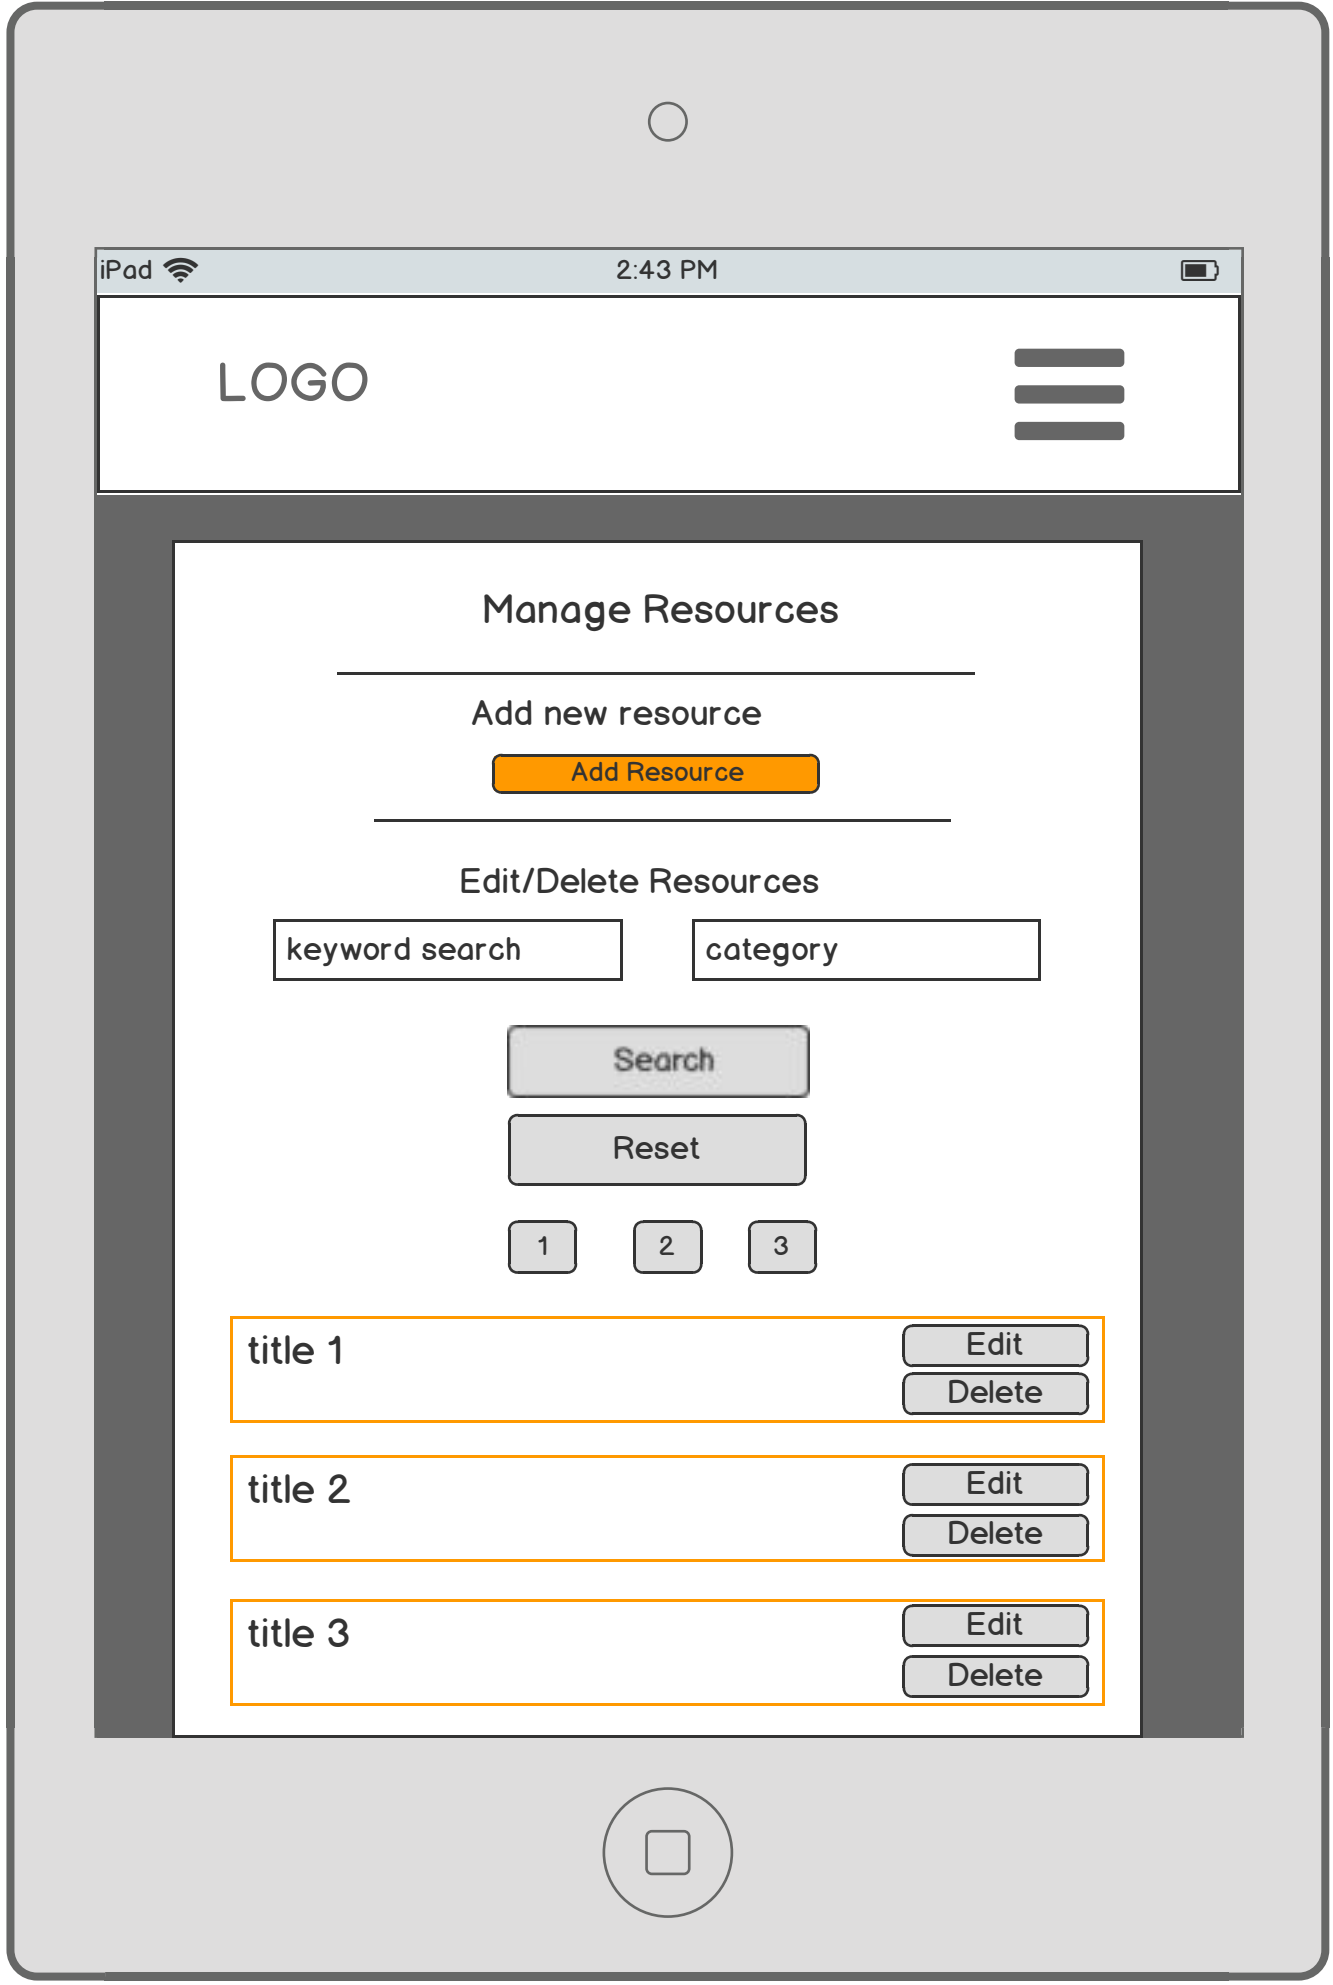 iPad 2:43 PM
LOGO
Manage Resources
Add new resource
Add Resource
Edit/Delete Resources
keyword search category
Search
Reset
1 2 3
title 1 Edit
Delete
title 2 Edit
Delete
title 3 Edit
Delete